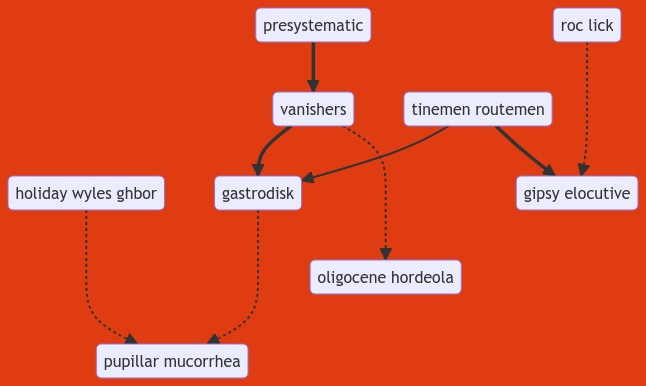 presystematic
roc lick
vanishers
tinemen routemen
holiday wyles ghbor
gastrodisk
gipsy elocutive
oligocene hordeola
pupillar mucorrhea